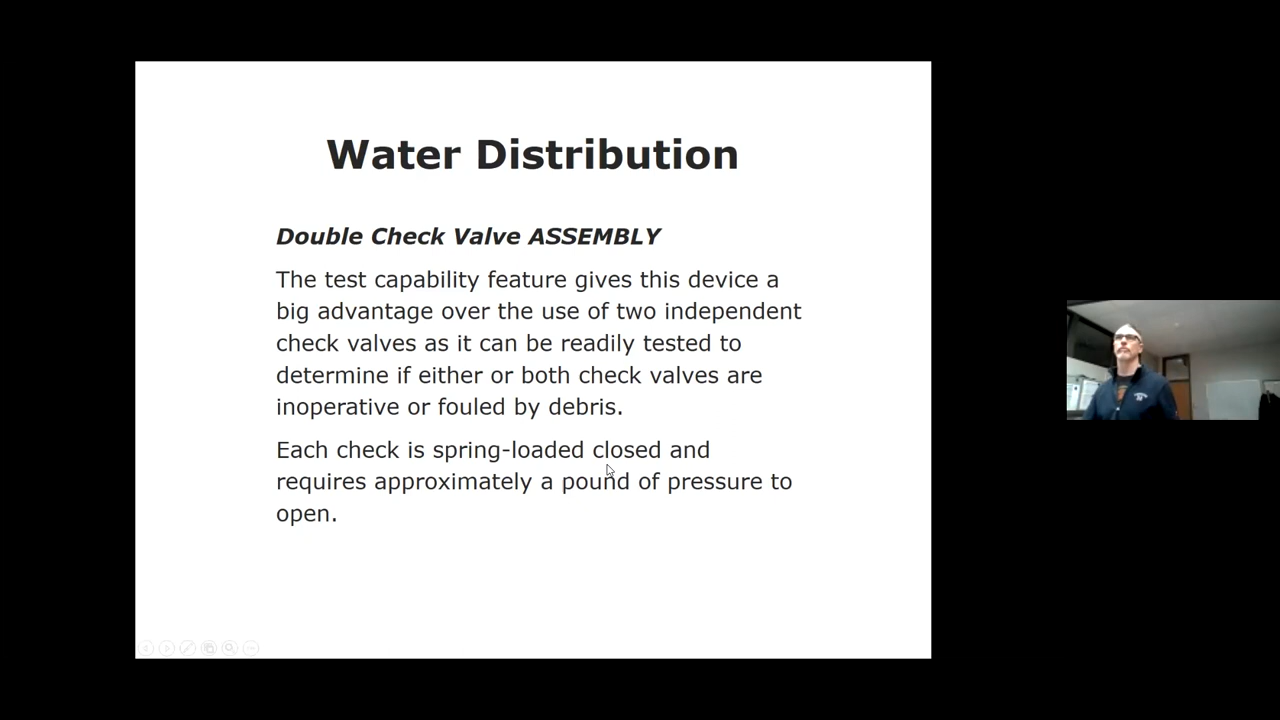 Water Distribution
Double Check Valve ASSEMBLY
The test capability feature gives this device a
big advantage over the use of two independent
check valves as it can be readily tested to
determine if either or both check valves are
inoperative or fouled by debris.
Each check is spring-loaded closed and
requires approximately a pound of pressure to
open.